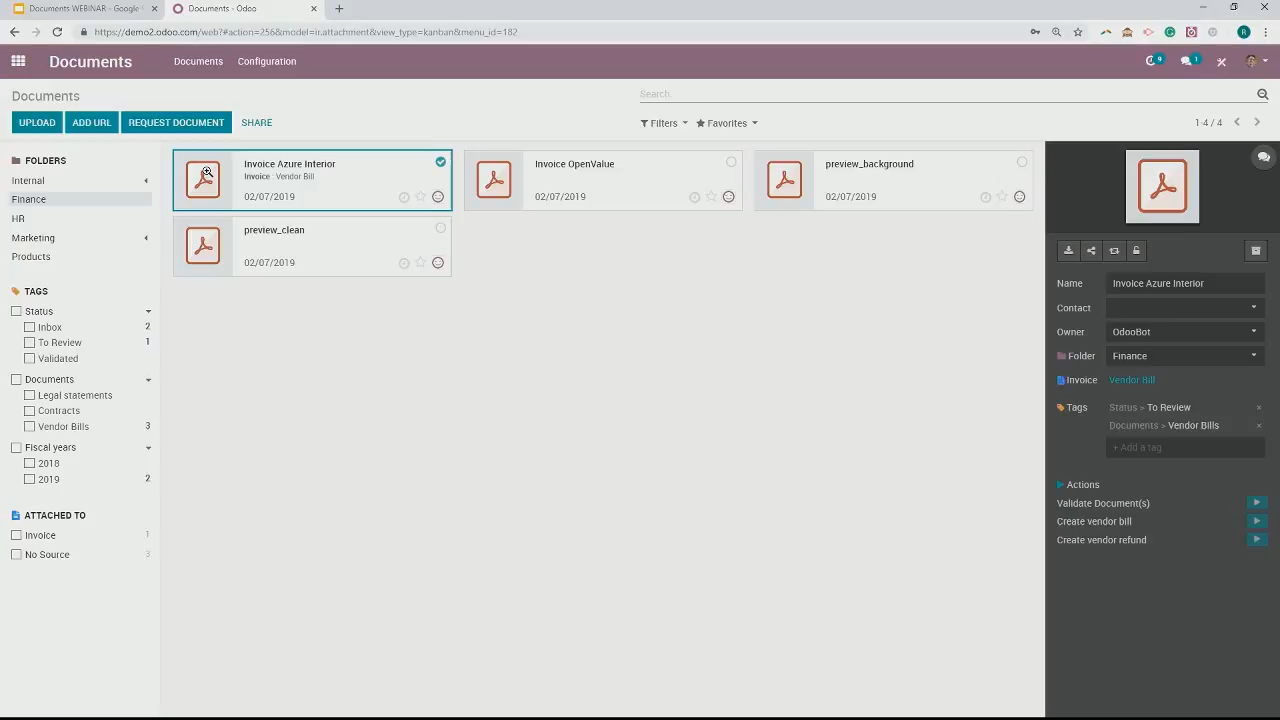 Documents WEBINAR - Google
Documents - Odoo
https://demo2.odoo.com/web?#action=256&model=ir.attachment&view_type=kanban&menu_id=182
R
Documents
Documents
Configuration
9
1
Documents
Search
UPLOAD
ADD URL
REQUEST DOCUMENT
SHARE
Filters
Favorites
1-4 / 4
FOLDERS
Internal
Finance
HR
Marketing
Products
TAGS
Status
Inbox 2
To Review 1
Validated
Documents
Legal statements
Contracts
Vendor Bills 3
Fiscal years
2018
2019 2
ATTACHED TO
Invoice 1
No Source 3
Invoice Azure Interior
Invoice : Vendor Bill
02/07/2019
Invoice OpenValue
02/07/2019
preview_background
02/07/2019
preview_clean
02/07/2019
Name Invoice Azure Interior
Contact
Owner OdooBot
Folder Finance
Invoice Vendor Bill
Tags Status > To Review ×
Documents > Vendor Bills ×
+ Add a tag
Actions
Validate Document(s)
Create vendor bill
Create vendor refund